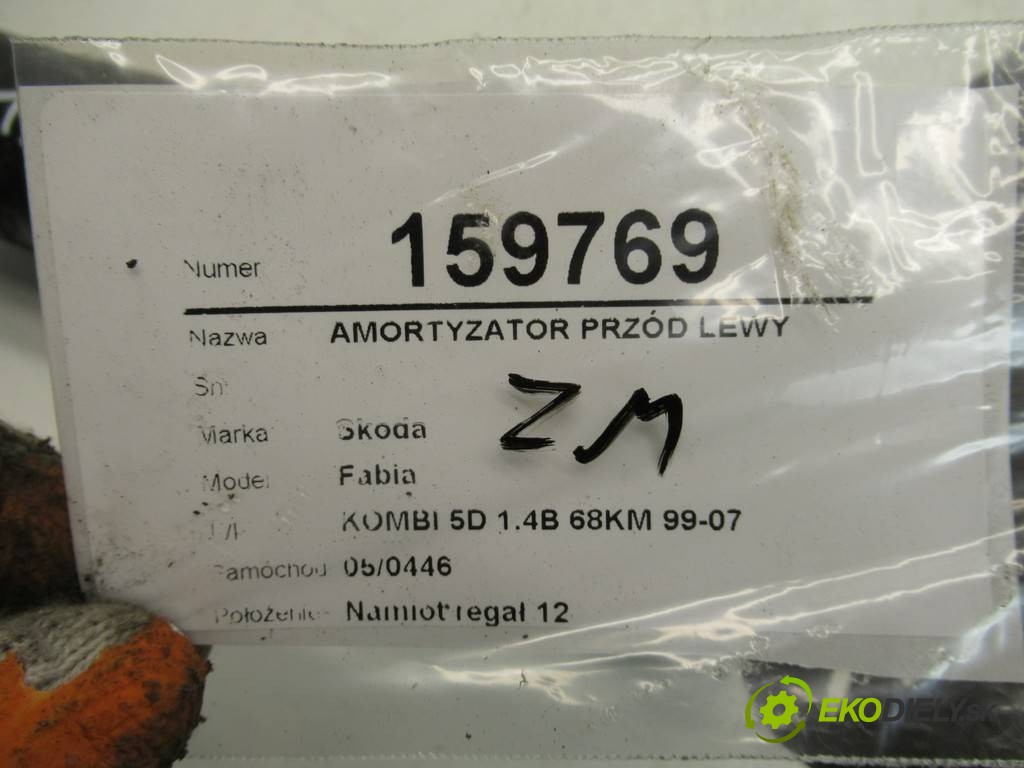 Numer 159769
Nazwa AMORTYZATOR PRZÓD LEWY
Sn
Marka Skoda
ZM
Model Fabia
KOMBI 5D 1.4B 68KM 99-07
Samochód 05/0446
Położenie Namiot regał 12
EKODIELY.sk